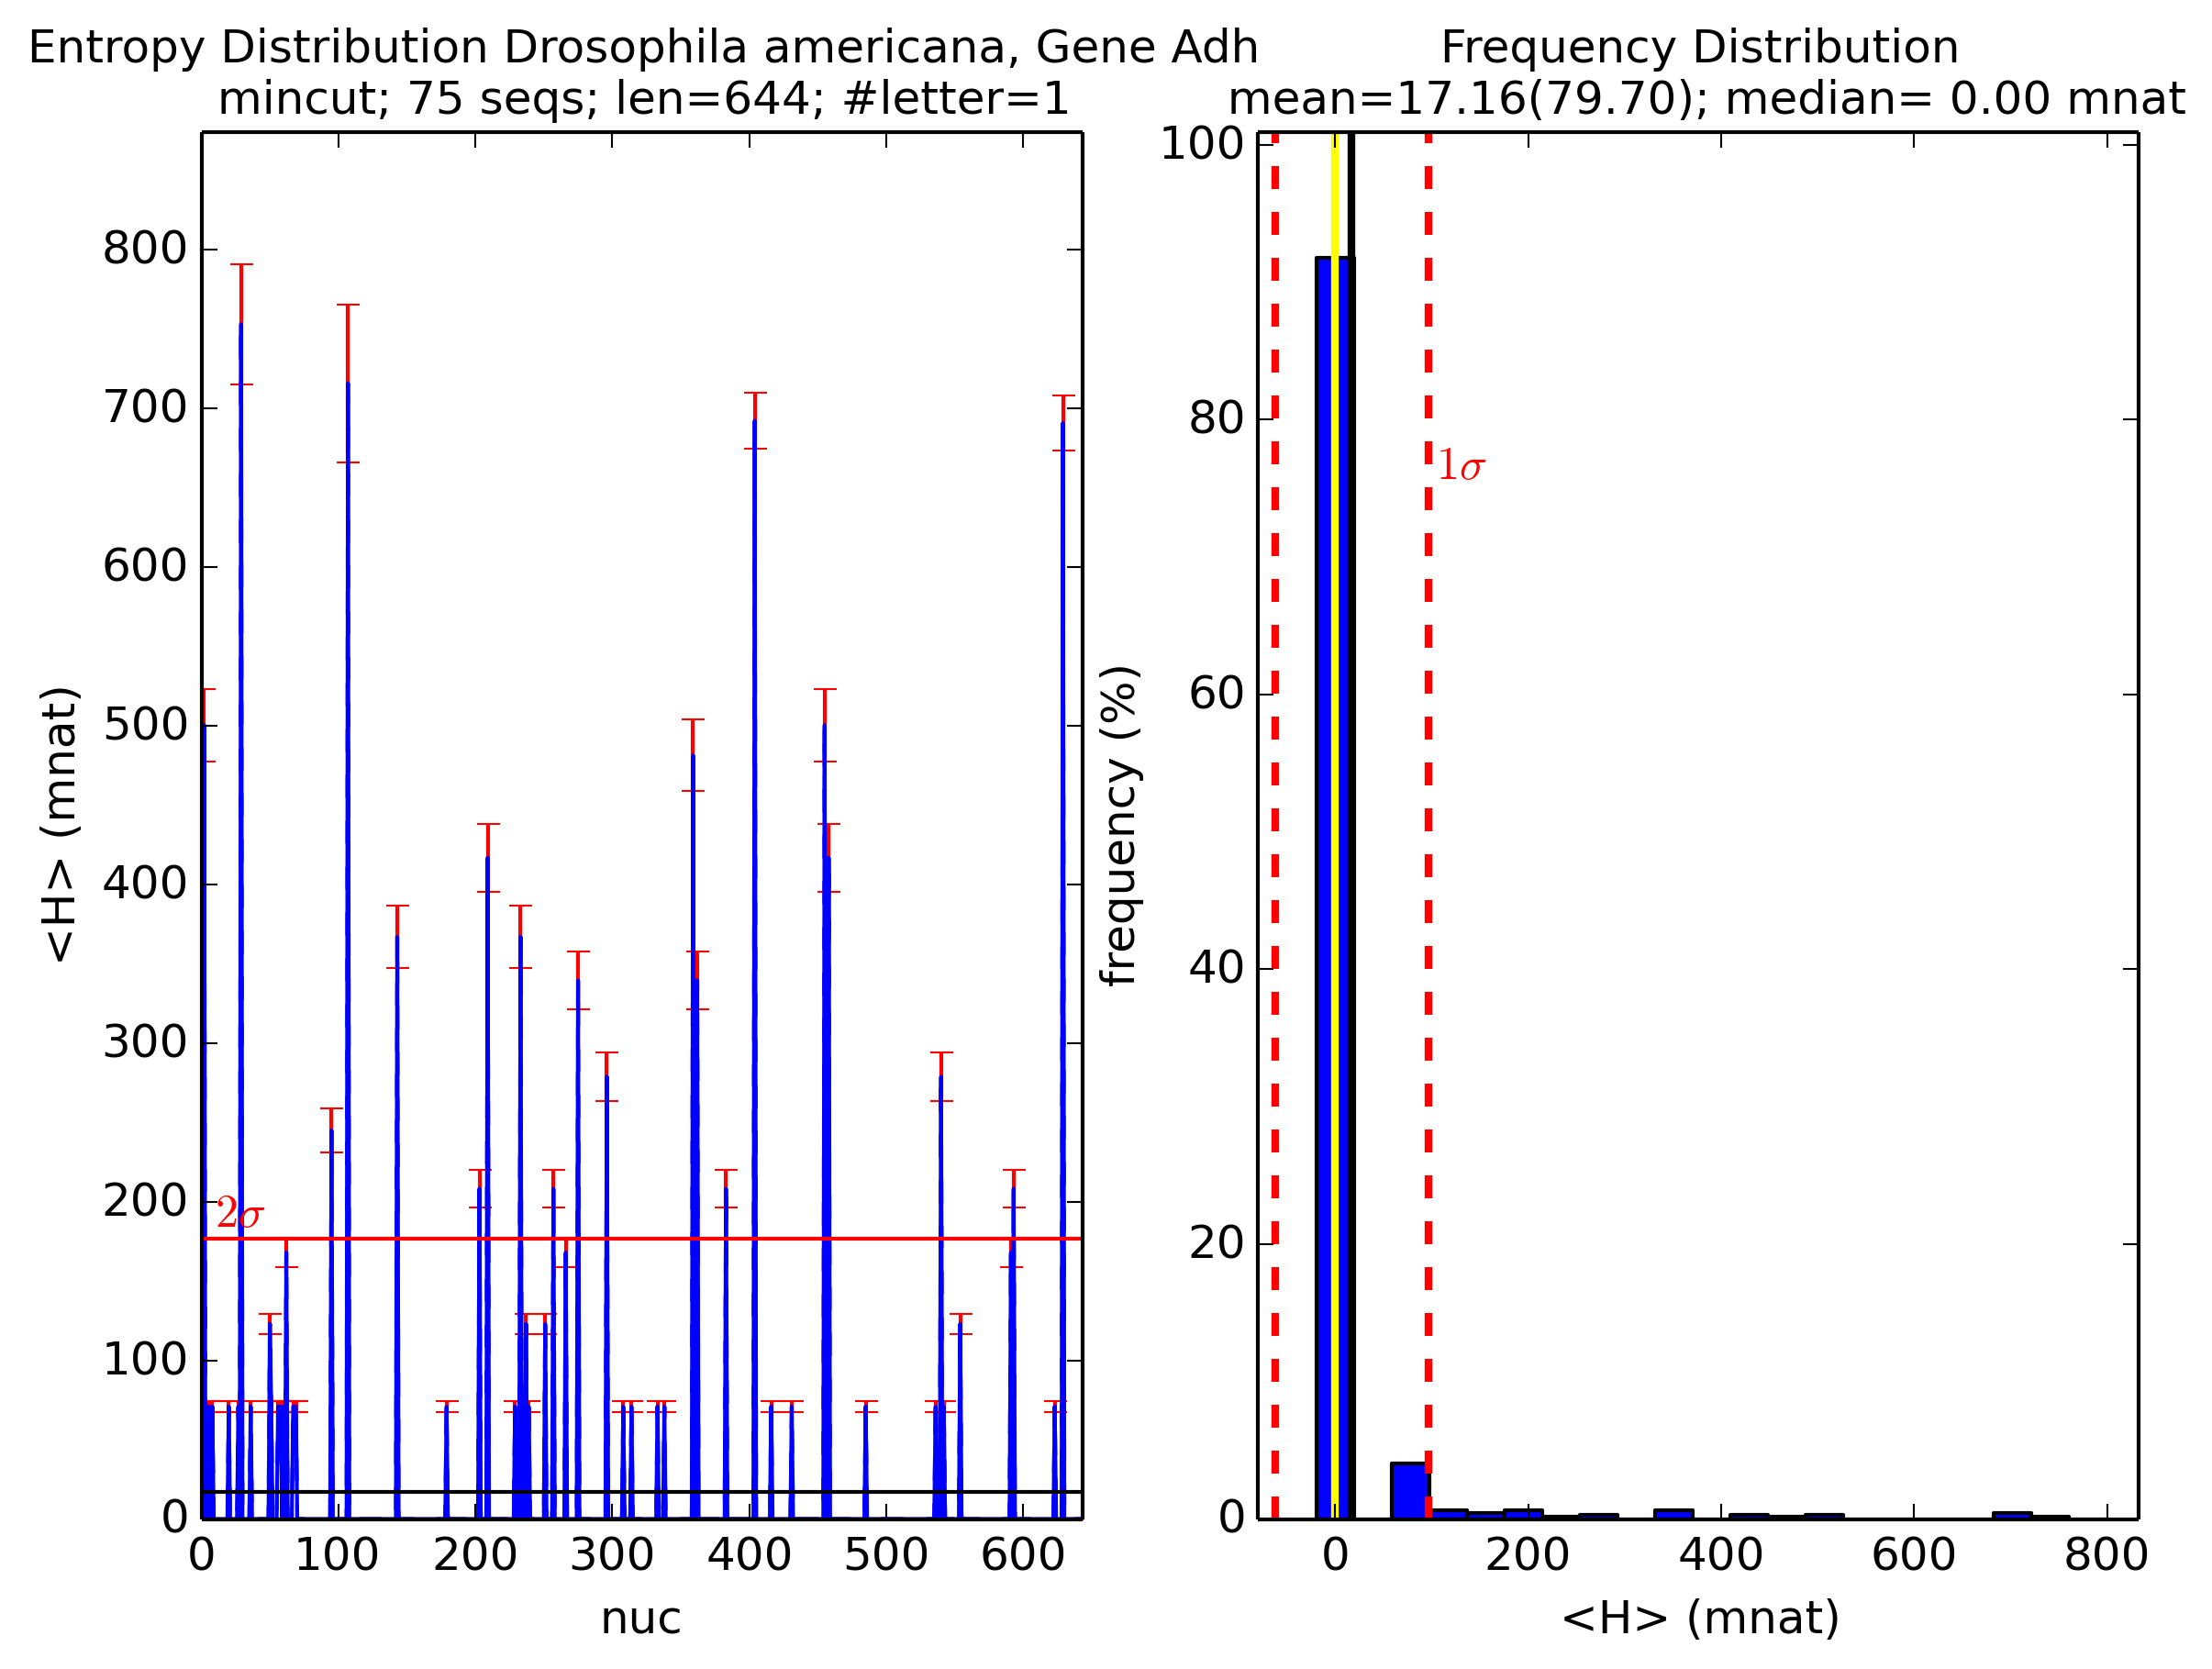 Entropy Distribution Drosophila americana, Gene Adh
mincut; 75 seqs; len=644; #letter=1
<H> (mnat)
800
700
600
500
400
300
200
100
0
2σ
0 100 200 300 400 500 600
nuc
Frequency Distribution
mean=17.16(79.70); median= 0.00 mnat
frequency (%)
100
80
60
40
20
0
1σ
0 200 400 600 800
<H> (mnat)